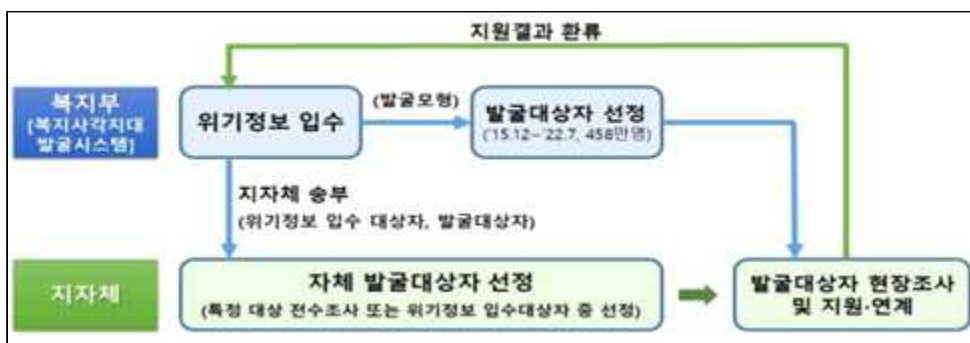 지원결과 환류
복지부
[복지사각지대
발굴시스템]
위기정보 입수
(발굴모형)
발굴대상자 선정
('15.12~'22.7, 458만명)
지자체 송부
(위기정보 입수 대상자, 발굴대상자)
지자체
자체 발굴대상자 선정
(특정 대상 전수조사 또는 위기정보 입수대상자 중 선정)
발굴대상자 현장조사
및 지원·연계